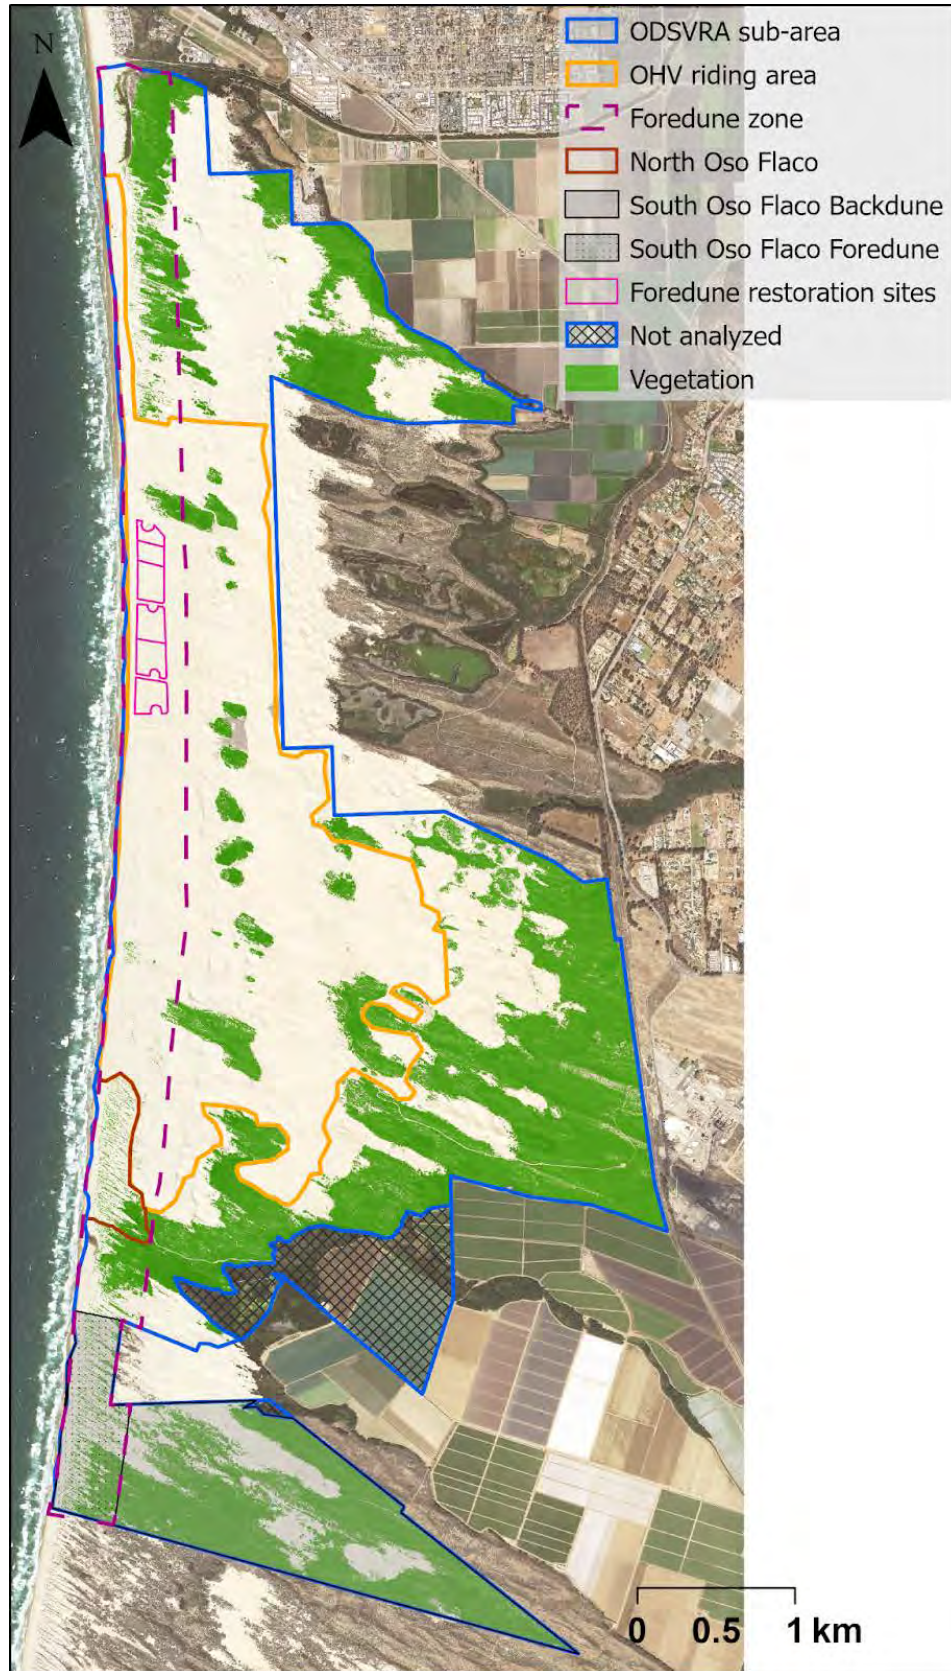 N
ODSVRA sub-area
OHV riding area
Foredune zone
North Oso Flaco
South Oso Flaco Backdune
South Oso Flaco Foredune
Foredune restoration sites
Not analyzed
Vegetation
0 0.5 1 km